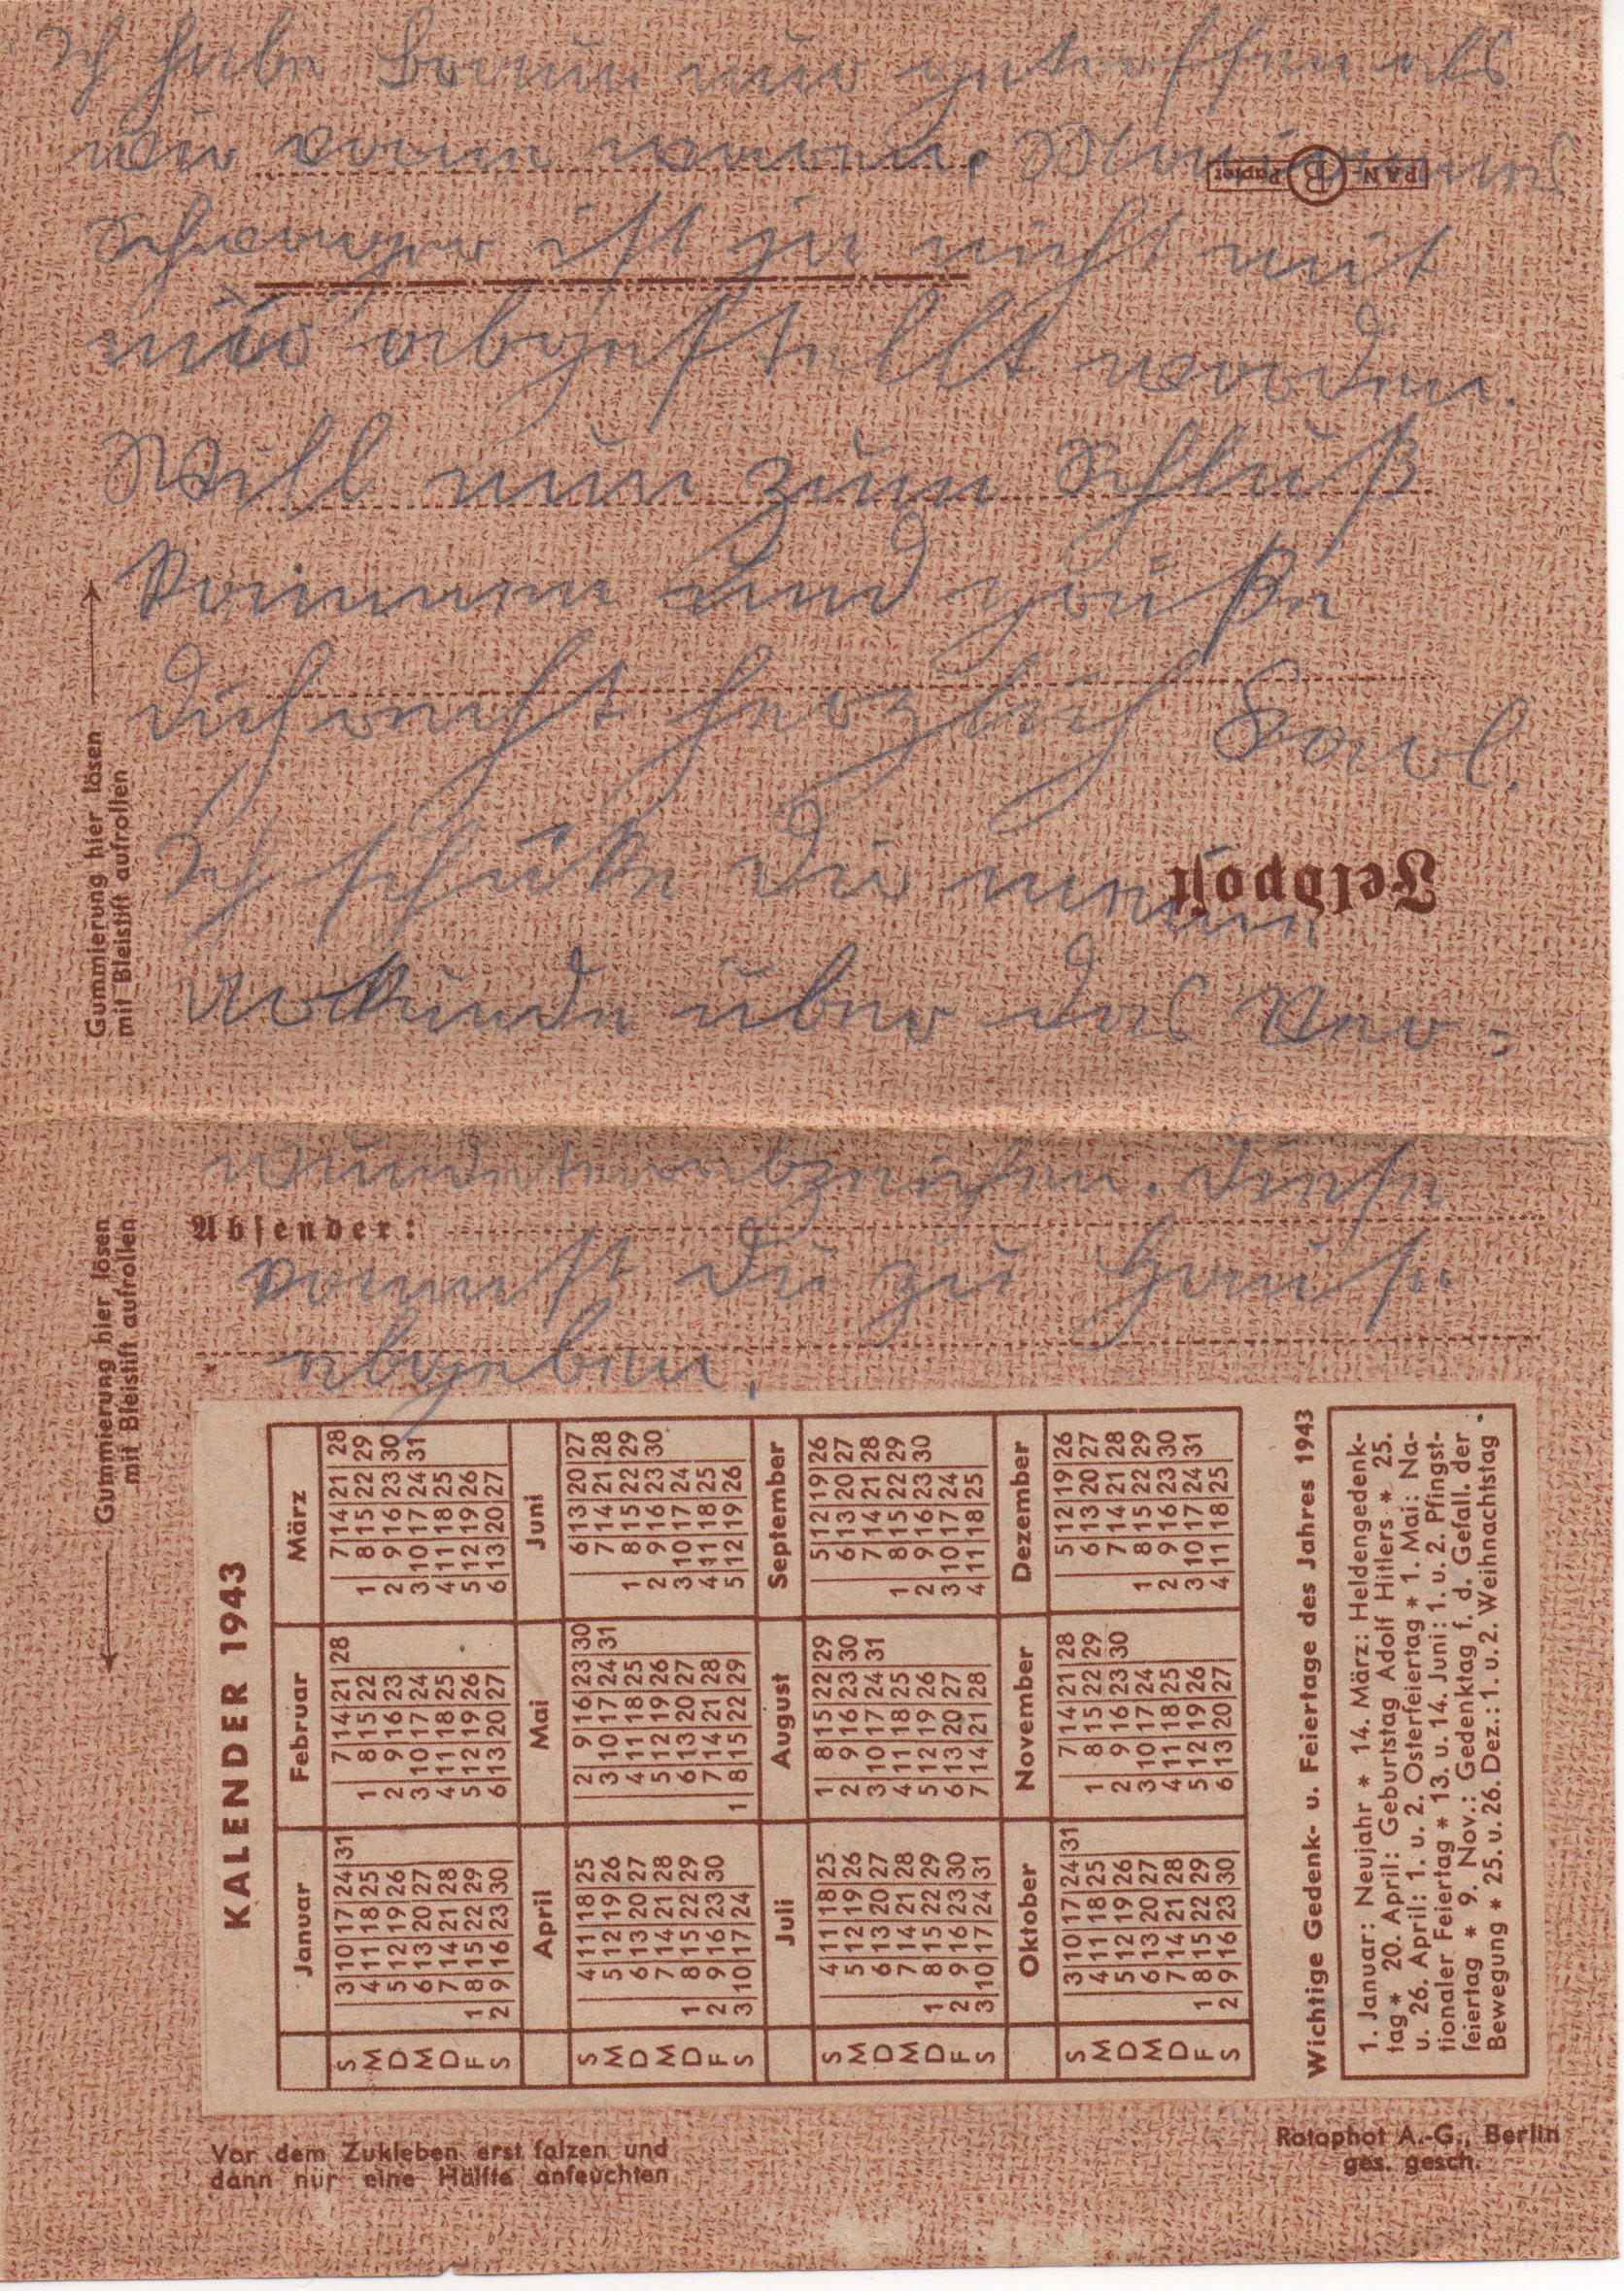 Ich habe Braun nur getroffen als
wir vorn waren.
PAN Papier B
Schwager ist ja nicht mit
mir abgestellt worden.
Will nun zum Schluß
kommen und grüße
Dich recht herzlich Karl.
Ich schicke Dir meine
Feldpost
Urkunde über das Ver=
wundetenabzeichen. Diese
Absender:
kannst Du zu Hause
abgeben.
Gummierung hier lösen
mit Bleistift aufrollen
Gummierung hier lösen
mit Bleistift aufrollen
KALENDER 1943
Januar Februar März
S 3 10 17 24 31 7 14 21 28 7 14 21 28
M 4 11 18 25 1 8 15 22 1 8 15 22 29
D 5 12 19 26 2 9 16 23 2 9 16 23 30
M 6 13 20 27 3 10 17 24 3 10 17 24 31
D 7 14 21 28 4 11 18 25 4 11 18 25
F 1 8 15 22 29 5 12 19 26 5 12 19 26
S 2 9 16 23 30 6 13 20 27 6 13 20 27
April Mai Juni
S 4 11 18 25 2 9 16 23 30 6 13 20 27
M 5 12 19 26 3 10 17 24 31 7 14 21 28
D 6 13 20 27 4 11 18 25 1 8 15 22 29
M 7 14 21 28 5 12 19 26 2 9 16 23 30
D 1 8 15 22 29 6 13 20 27 3 10 17 24
F 2 9 16 23 30 7 14 21 28 4 11 18 25
S 3 10 17 24 1 8 15 22 29 5 12 19 26
Juli August September
S 4 11 18 25 1 8 15 22 29 5 12 19 26
M 5 12 19 26 2 9 16 23 30 6 13 20 27
D 6 13 20 27 3 10 17 24 31 7 14 21 28
M 7 14 21 28 4 11 18 25 1 8 15 22 29
D 1 8 15 22 29 5 12 19 26 2 9 16 23 30
F 2 9 16 23 30 6 13 20 27 3 10 17 24
S 3 10 17 24 31 7 14 21 28 4 11 18 25
Oktober November Dezember
S 3 10 17 24 31 7 14 21 28 5 12 19 26
M 4 11 18 25 1 8 15 22 29 6 13 20 27
D 5 12 19 26 2 9 16 23 30 7 14 21 28
M 6 13 20 27 3 10 17 24 1 8 15 22 29
D 7 14 21 28 4 11 18 25 2 9 16 23 30
F 1 8 15 22 29 5 12 19 26 3 10 17 24 31
S 2 9 16 23 30 6 13 20 27 4 11 18 25
Wichtige Gedenk- u. Feiertage des Jahres 1943
1. Januar: Neujahr * 14. März: Heldengedenk-
tag * 20. April: Geburtstag Adolf Hitlers * 25.
u. 26. April: 1. u. 2. Osterfeiertag * 1. Mai: Na-
tionaler Feiertag * 13. u. 14. Juni: 1. u. 2. Pfingst-
feiertag * 9. Nov.: Gedenktag f. d. Gefall. der
Bewegung * 25. u. 26. Dez.: 1. u. 2. Weihnachtstag
Vor dem Zukleben erst falzen und
dann nur eine Hälfte anfeuchten
Rotophot A.-G., Berlin
ges. gesch.